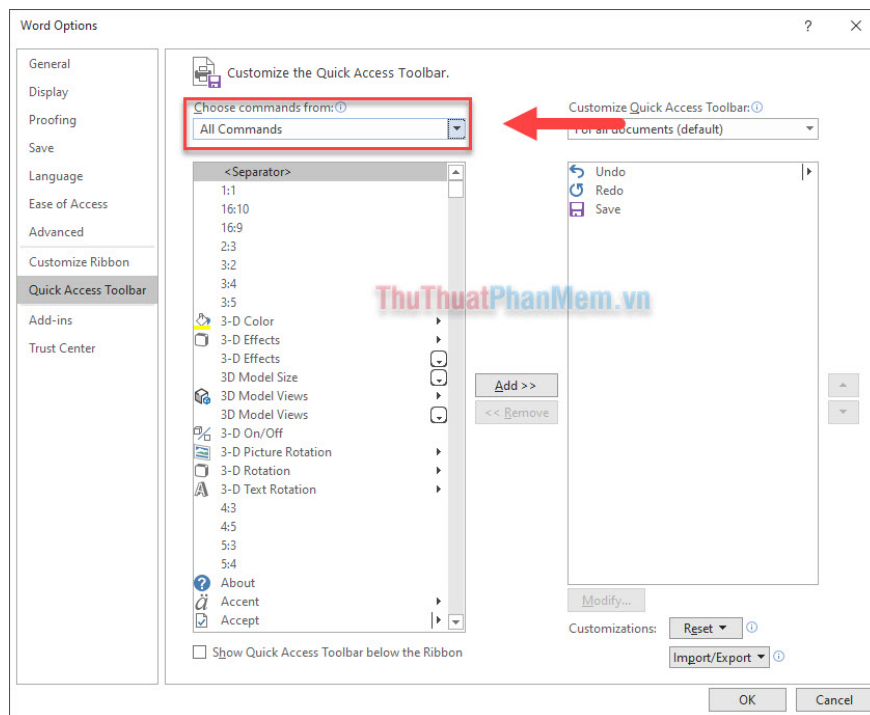 Word Options
?
General
Display
Proofing
Save
Language
Ease of Access
Advanced
Customize Ribbon
Quick Access Toolbar
Add-ins
Trust Center
Customize the Quick Access Toolbar.
Choose commands from:
All Commands
<Separator>
1:1
16:10
16:9
2:3
3:2
3:4
3:5
3-D Color
3-D Effects
3-D Effects
3D Model Size
3D Model Views
3D Model Views
3-D On/Off
3-D Picture Rotation
3-D Rotation
3-D Text Rotation
4:3
4:5
5:3
5:4
About
Accent
Accept
Show Quick Access Toolbar below the Ribbon
Add >>
<< Remove
Customize Quick Access Toolbar:
For all documents (default)
Undo
Redo
Save
ThuThuatPhanMem.vn
Modify...
Customizations:
Reset
Import/Export
OK
Cancel